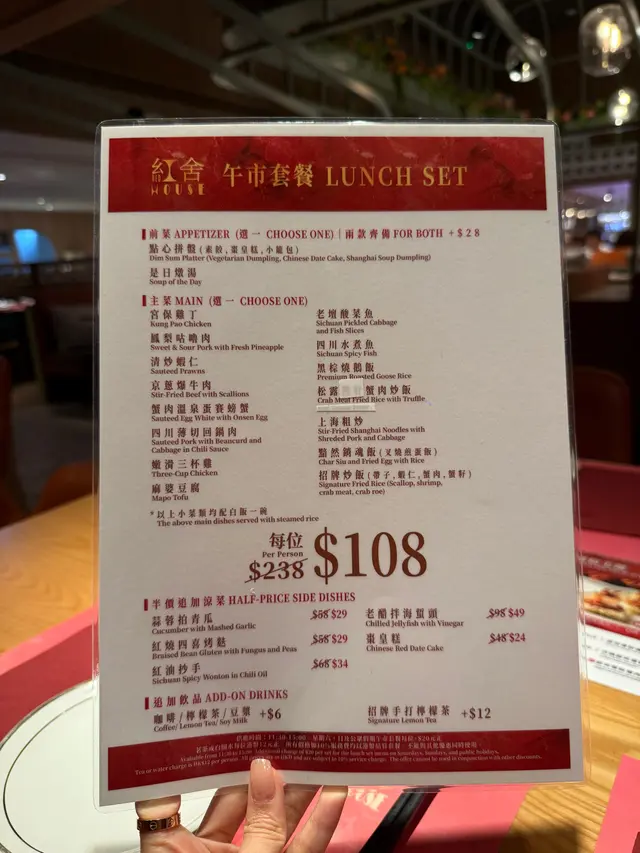 紅舍
RED
HOUSE
午市套餐 LUNCH SET
前菜 APPETIZER (選一 CHOOSE ONE) | 兩款齊備 FOR BOTH +$28
點心拼盤 (素餃, 棗皇糕, 小籠包)
Dim Sum Platter (Vegetarian Dumpling, Chinese Date Cake, Shanghai Soup Dumpling)
是日燉湯
Soup of the Day
主菜 MAIN (選一 CHOOSE ONE)
宮保雞丁
Kung Pao Chicken
鳳梨咕嚕肉
Sweet & Sour Pork with Fresh Pineapple
清炒蝦仁
Sauteed Prawns
京蔥爆牛肉
Stir-Fried Beef with Scallions
蟹肉溫泉蛋賽螃蟹
Sauteed Egg White with Onsen Egg
四川薄切回鍋肉
Sauteed Pork with Beancurd and
Cabbage in Chili Sauce
嫩滑三杯雞
Three-Cup Chicken
麻婆豆腐
Mapo Tofu
老壇酸菜魚
Sichuan Pickled Cabbage
and Fish Slices
四川水煮魚
Sichuan Spicy Fish
黑棕燒鵝飯
Premium Roasted Goose Rice
松露 蟹肉炒飯
Crab Meat Fried Rice with Truffle
上海粗炒
Stir-Fried Shanghai Noodles with
Shreded Pork and Cabbage
黯然銷魂飯 (叉燒煎蛋飯)
Char Siu and Fried Egg with Rice
招牌炒飯 (帶子, 蝦仁, 蟹肉, 蟹籽)
Signature Fried Rice (Scallop, shrimp,
crab meat, crab roe)
*以上小菜類均配白飯一碗
The above main dishes served with steamed rice
每位
Per Person
$238 $108
半價追加涼菜 HALF-PRICE SIDE DISHES
蒜蓉拍青瓜 $58 $29
Cucumber with Mashed Garlic
紅燒四喜烤麩 $58 $29
Braised Bean Gluten with Fungus and Peas
紅油抄手 $68 $34
Sichuan Spicy Wonton in Chili Oil
老醋拌海蜇頭 $98 $49
Chilled Jellyfish with Vinegar
棗皇糕 $48 $24
Chinese Red Date Cake
追加飲品 ADD-ON DRINKS
咖啡/檸檬茶/豆漿 +$6
Coffee/ Lemon Tea/ Soy Milk
招牌手打檸檬茶 +$12
Signature Lemon Tea